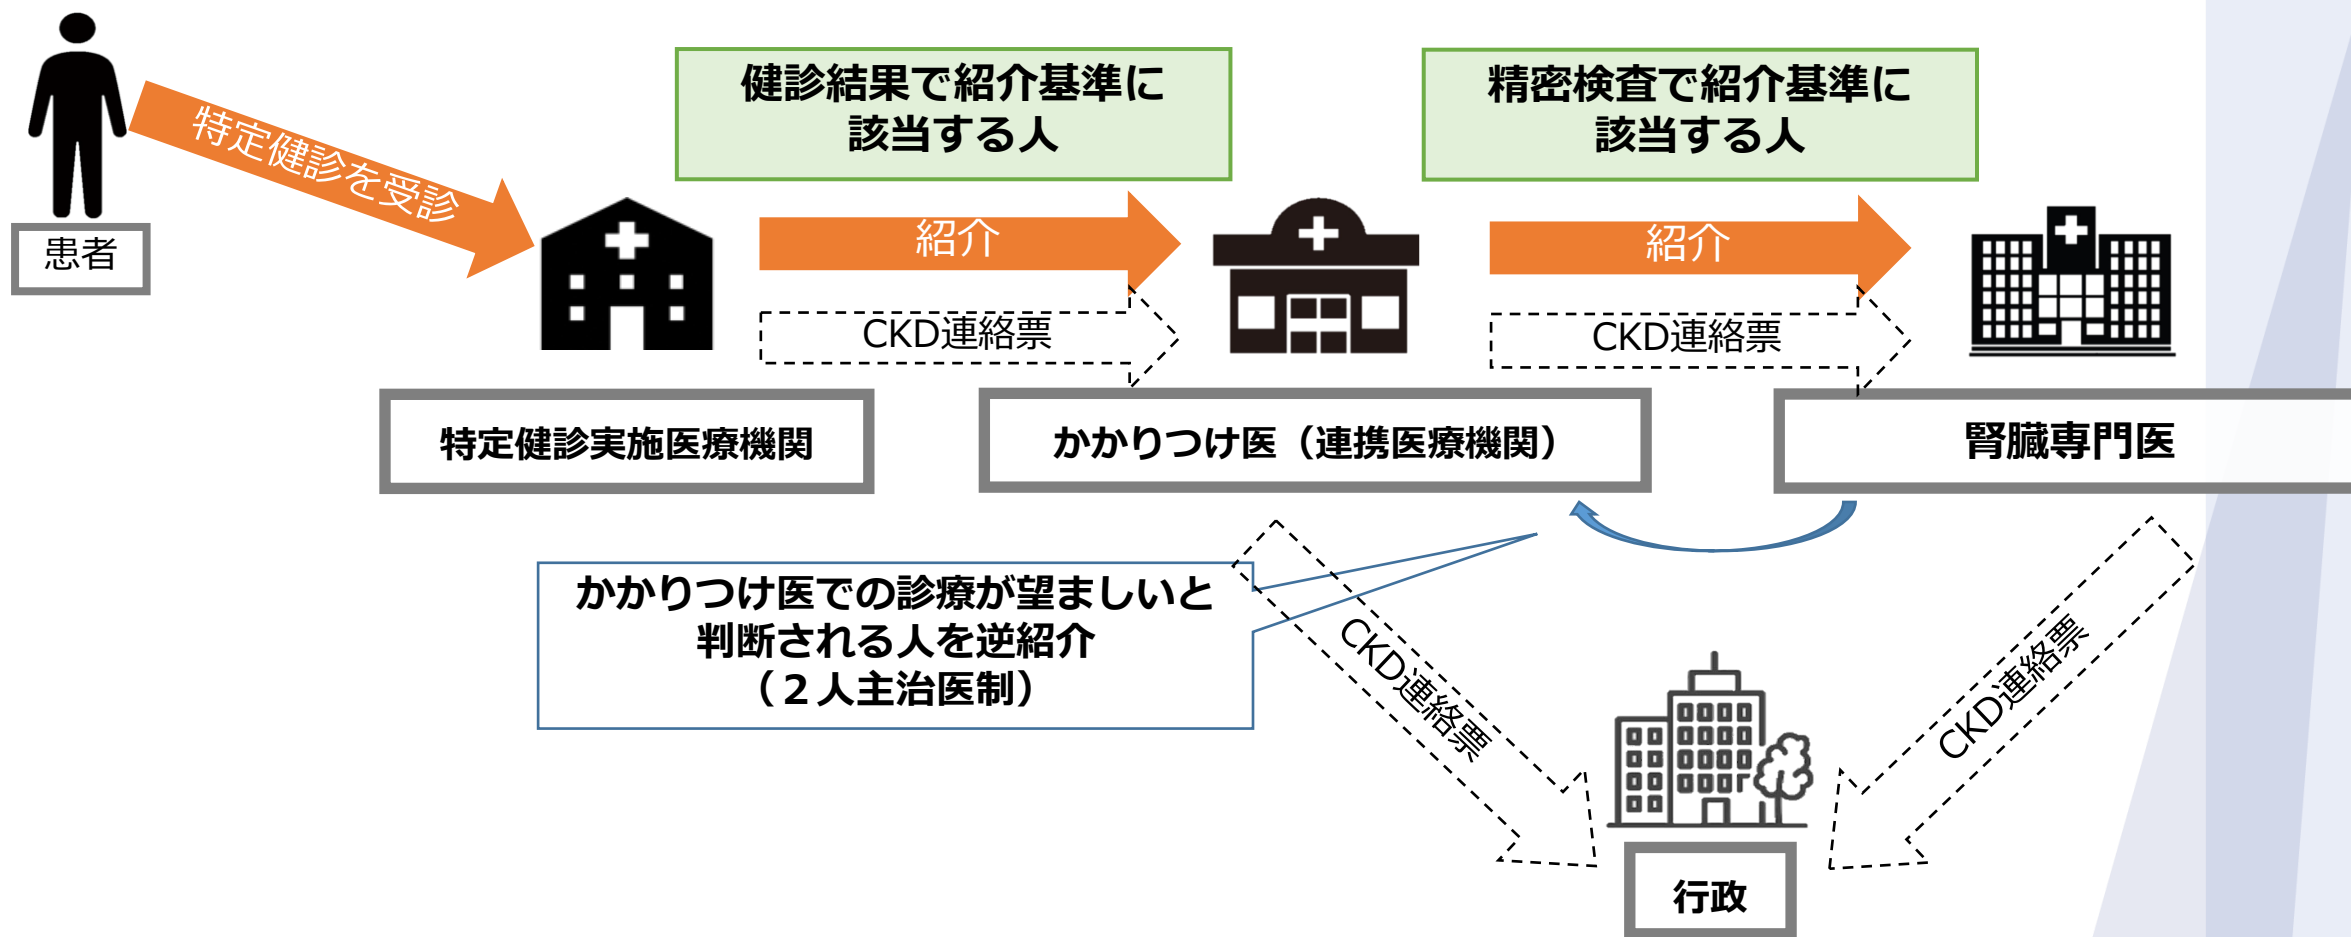 健診結果で紹介基準に
該当する人
精密検査で紹介基準に
該当する人
特定健診を受診
患者
紹介
紹介
CKD連絡票
CKD連絡票
特定健診実施医療機関
かかりつけ医（連携医療機関）
腎臓専門医
かかりつけ医での診療が望ましいと
判断される人を逆紹介
（２人主治医制）
CKD連絡票
CKD連絡票
行政